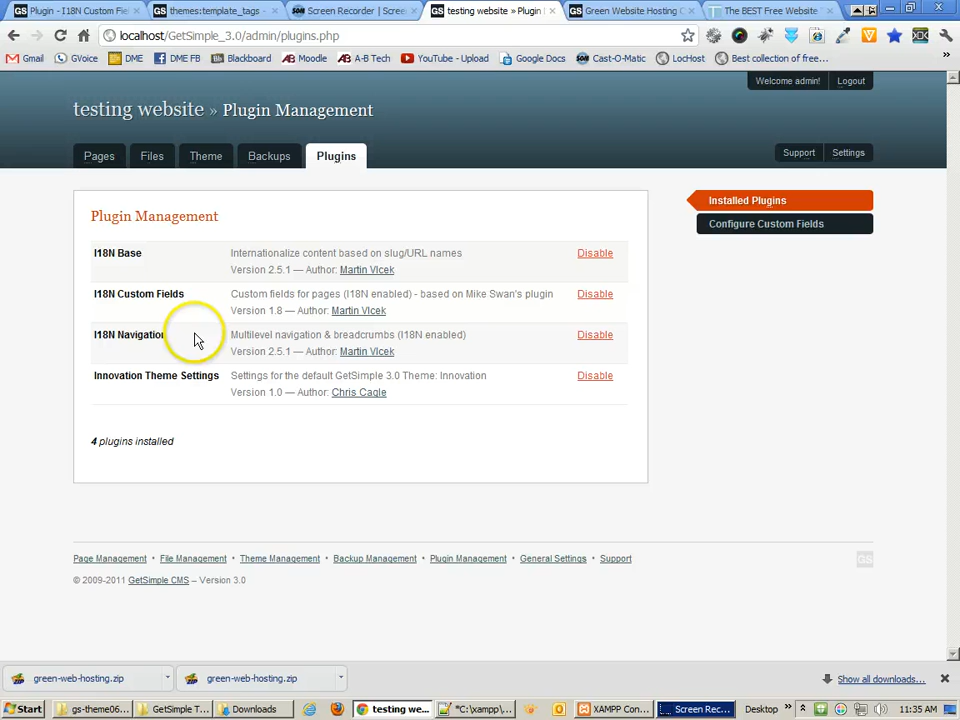 Plugin - I18N Custom Fiel
themes:template_tags -
Screen Recorder | Scree
testing website » Plugin
Green Website Hosting C
The BEST Free Website
localhost/GetSimple_3.0/admin/plugins.php
Gmail
GVoice
DME
DME FB
Blackboard
Moodle
A-B Tech
YouTube - Upload
Google Docs
Cast-O-Matic
LocHost
Best collection of free...
»
Welcome admin!
Logout
testing website » Plugin Management
Pages
Files
Theme
Backups
Plugins
Support
Settings
Plugin Management
Installed Plugins
Configure Custom Fields
I18N Base
Internationalize content based on slug/URL names
Disable
Version 2.5.1 — Author: Martin Vlcek
I18N Custom Fields
Custom fields for pages (I18N enabled) - based on Mike Swan's plugin
Disable
Version 1.8 — Author: Martin Vlcek
I18N Navigation
Multilevel navigation & breadcrumbs (I18N enabled)
Disable
Version 2.5.1 — Author: Martin Vlcek
Innovation Theme Settings
Settings for the default GetSimple 3.0 Theme: Innovation
Disable
Version 1.0 — Author: Chris Cagle
4 plugins installed
Page Management • File Management • Theme Management • Backup Management • Plugin Management • General Settings • Support
GS
© 2009-2011 GetSimple CMS – Version 3.0
green-web-hosting.zip
green-web-hosting.zip
Show all downloads...
Start
gs-theme06...
GetSimple T...
Downloads
testing we...
*C:\xampp\...
XAMPP Con...
Screen Rec...
Desktop
»
11:35 AM